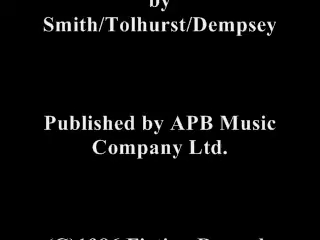 by
Smith/Tolhurst/Dempsey
Published by APB Music
Company Ltd.